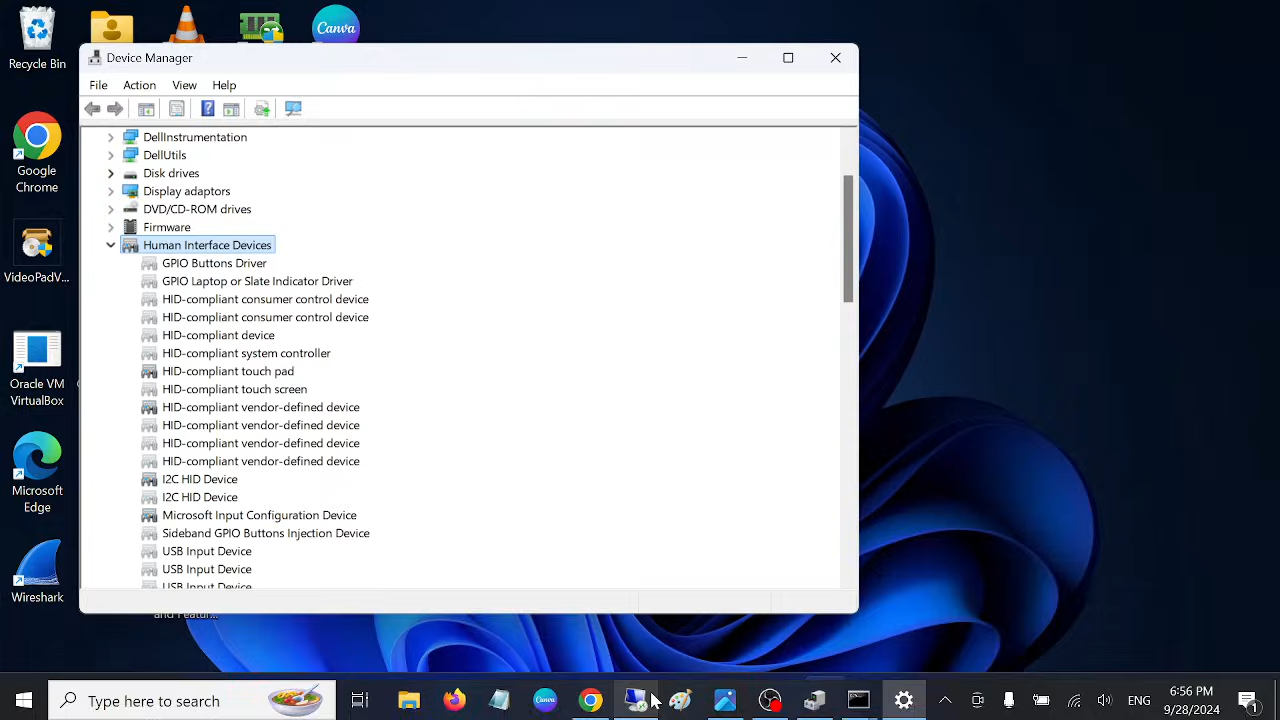 Canva
Recycle Bin
Device Manager
File Action View Help
DellInstrumentation
DellUtils
Disk drives
Display adaptors
DVD/CD-ROM drives
Firmware
Human Interface Devices
GPIO Buttons Driver
GPIO Laptop or Slate Indicator Driver
HID-compliant consumer control device
HID-compliant consumer control device
HID-compliant device
HID-compliant system controller
HID-compliant touch pad
HID-compliant touch screen
HID-compliant vendor-defined device
HID-compliant vendor-defined device
HID-compliant vendor-defined device
HID-compliant vendor-defined device
I2C HID Device
I2C HID Device
Microsoft Input Configuration Device
Sideband GPIO Buttons Injection Device
USB Input Device
USB Input Device
USB Input Device
Google
Chrome
VideoPadV...
Oracle VM
VirtualBox
Microsoft
Edge
Wireshark
and Featur...
Type here to search
Canva
ENG
6:56 PM
9/28/2024